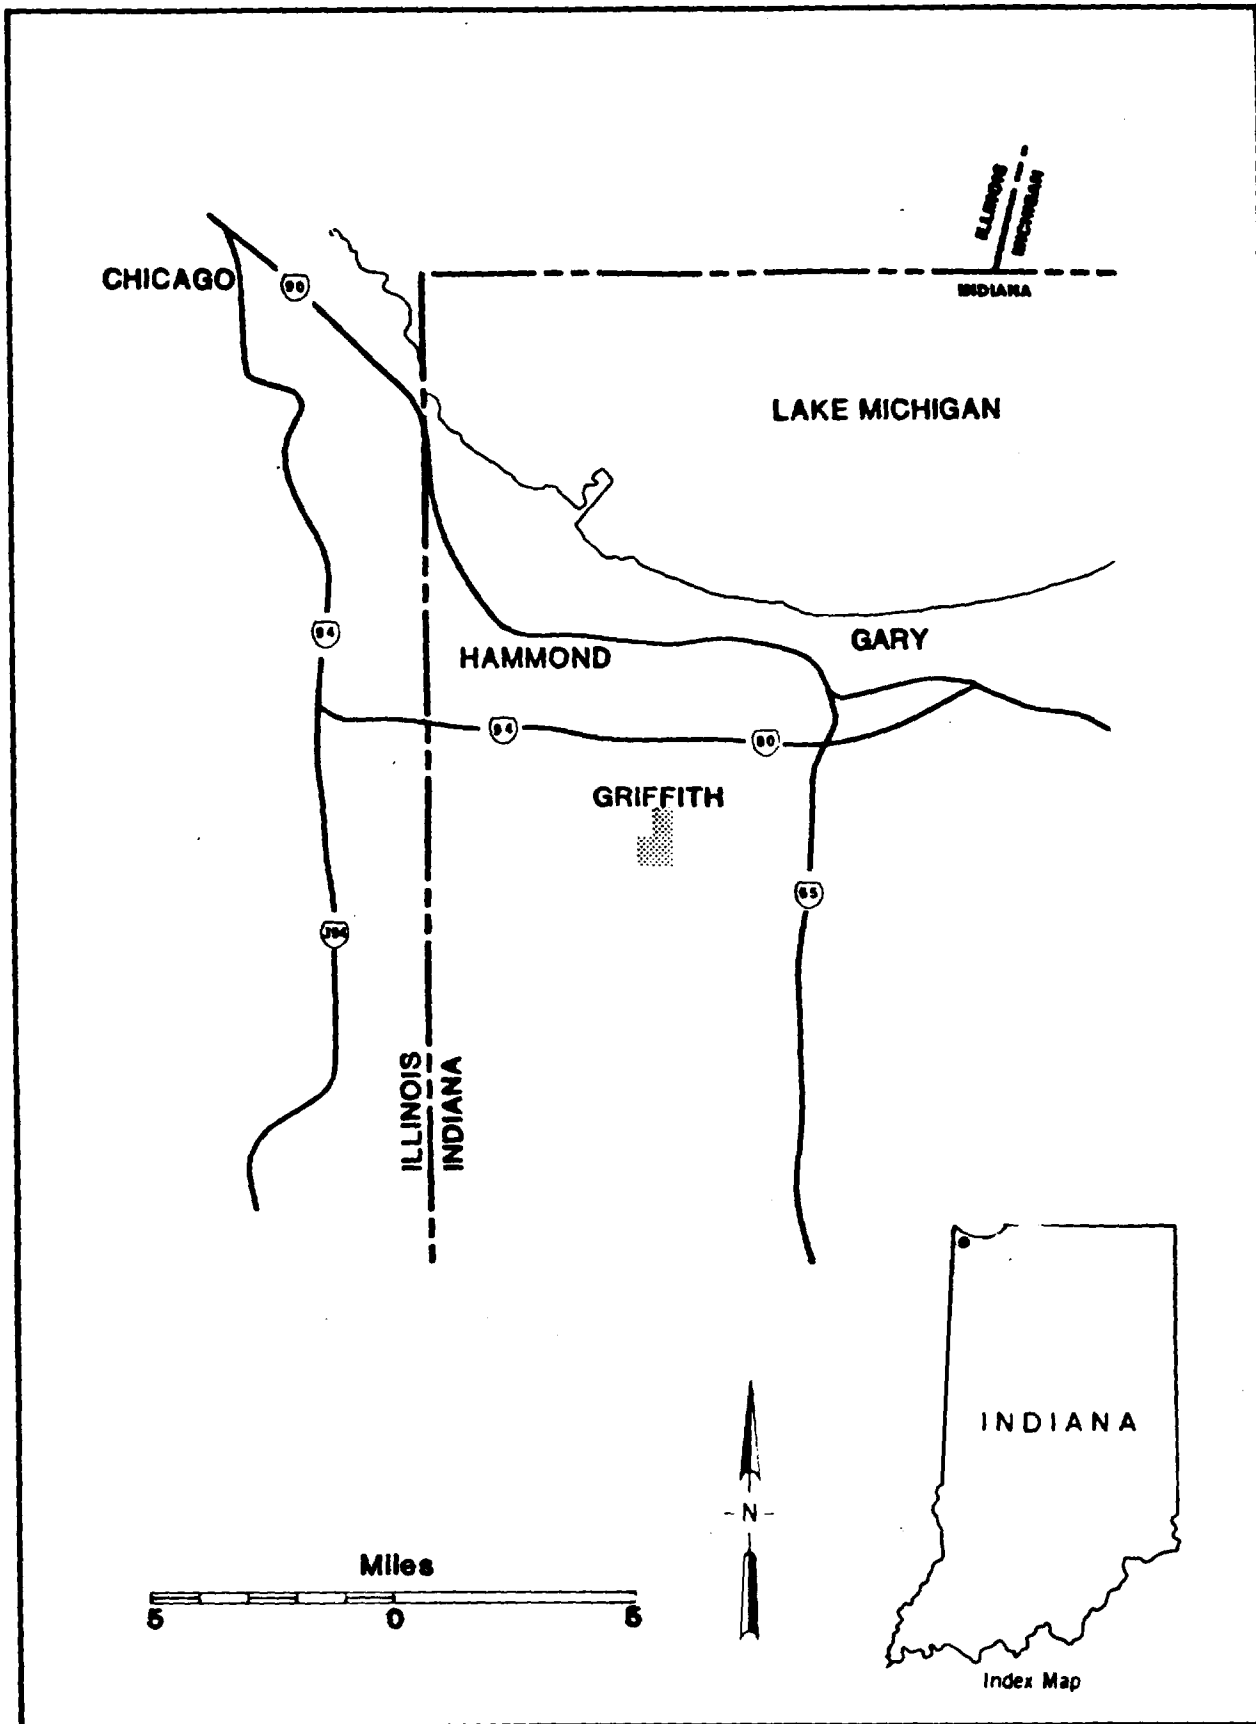 ILLINOIS
MICHIGAN
CHICAGO
90
INDIANA
LAKE MICHIGAN
94
GARY
HAMMOND
94
80
GRIFFITH
65
394
ILLINOIS
INDIANA
INDIANA
N
Miles
5 0 5
Index Map